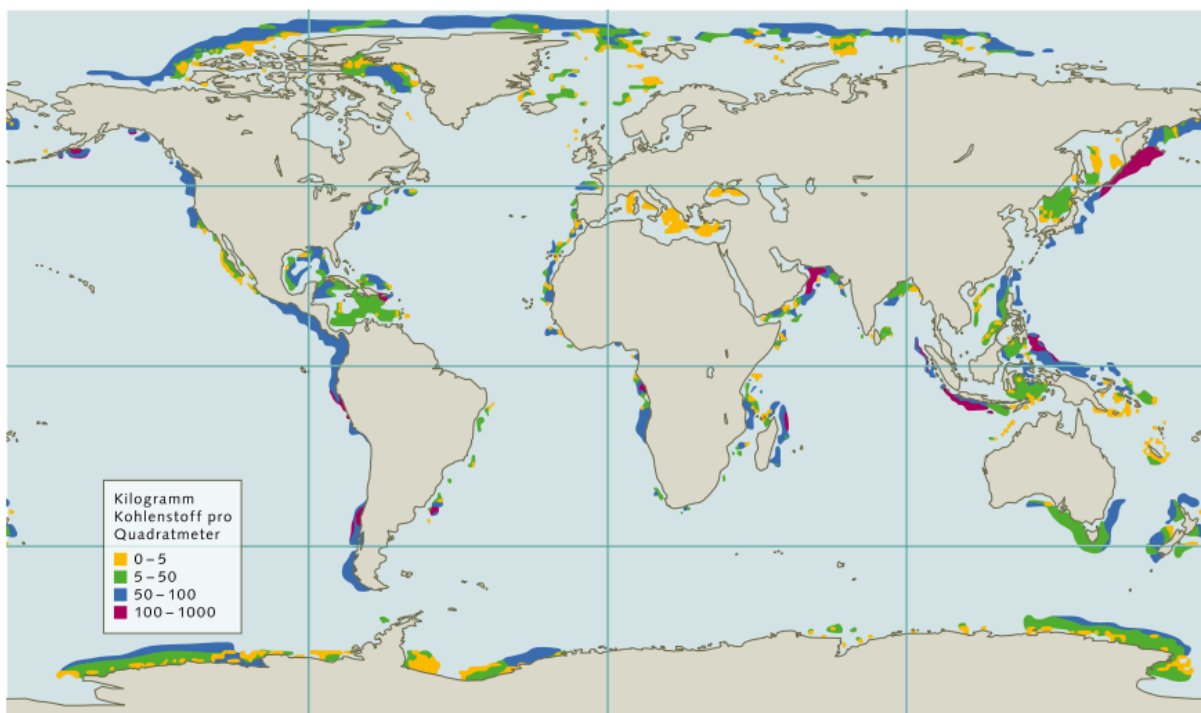 Kilogramm
Kohlenstoff pro
Quadratmeter
0 – 5
5 – 50
50 – 100
100 – 1000